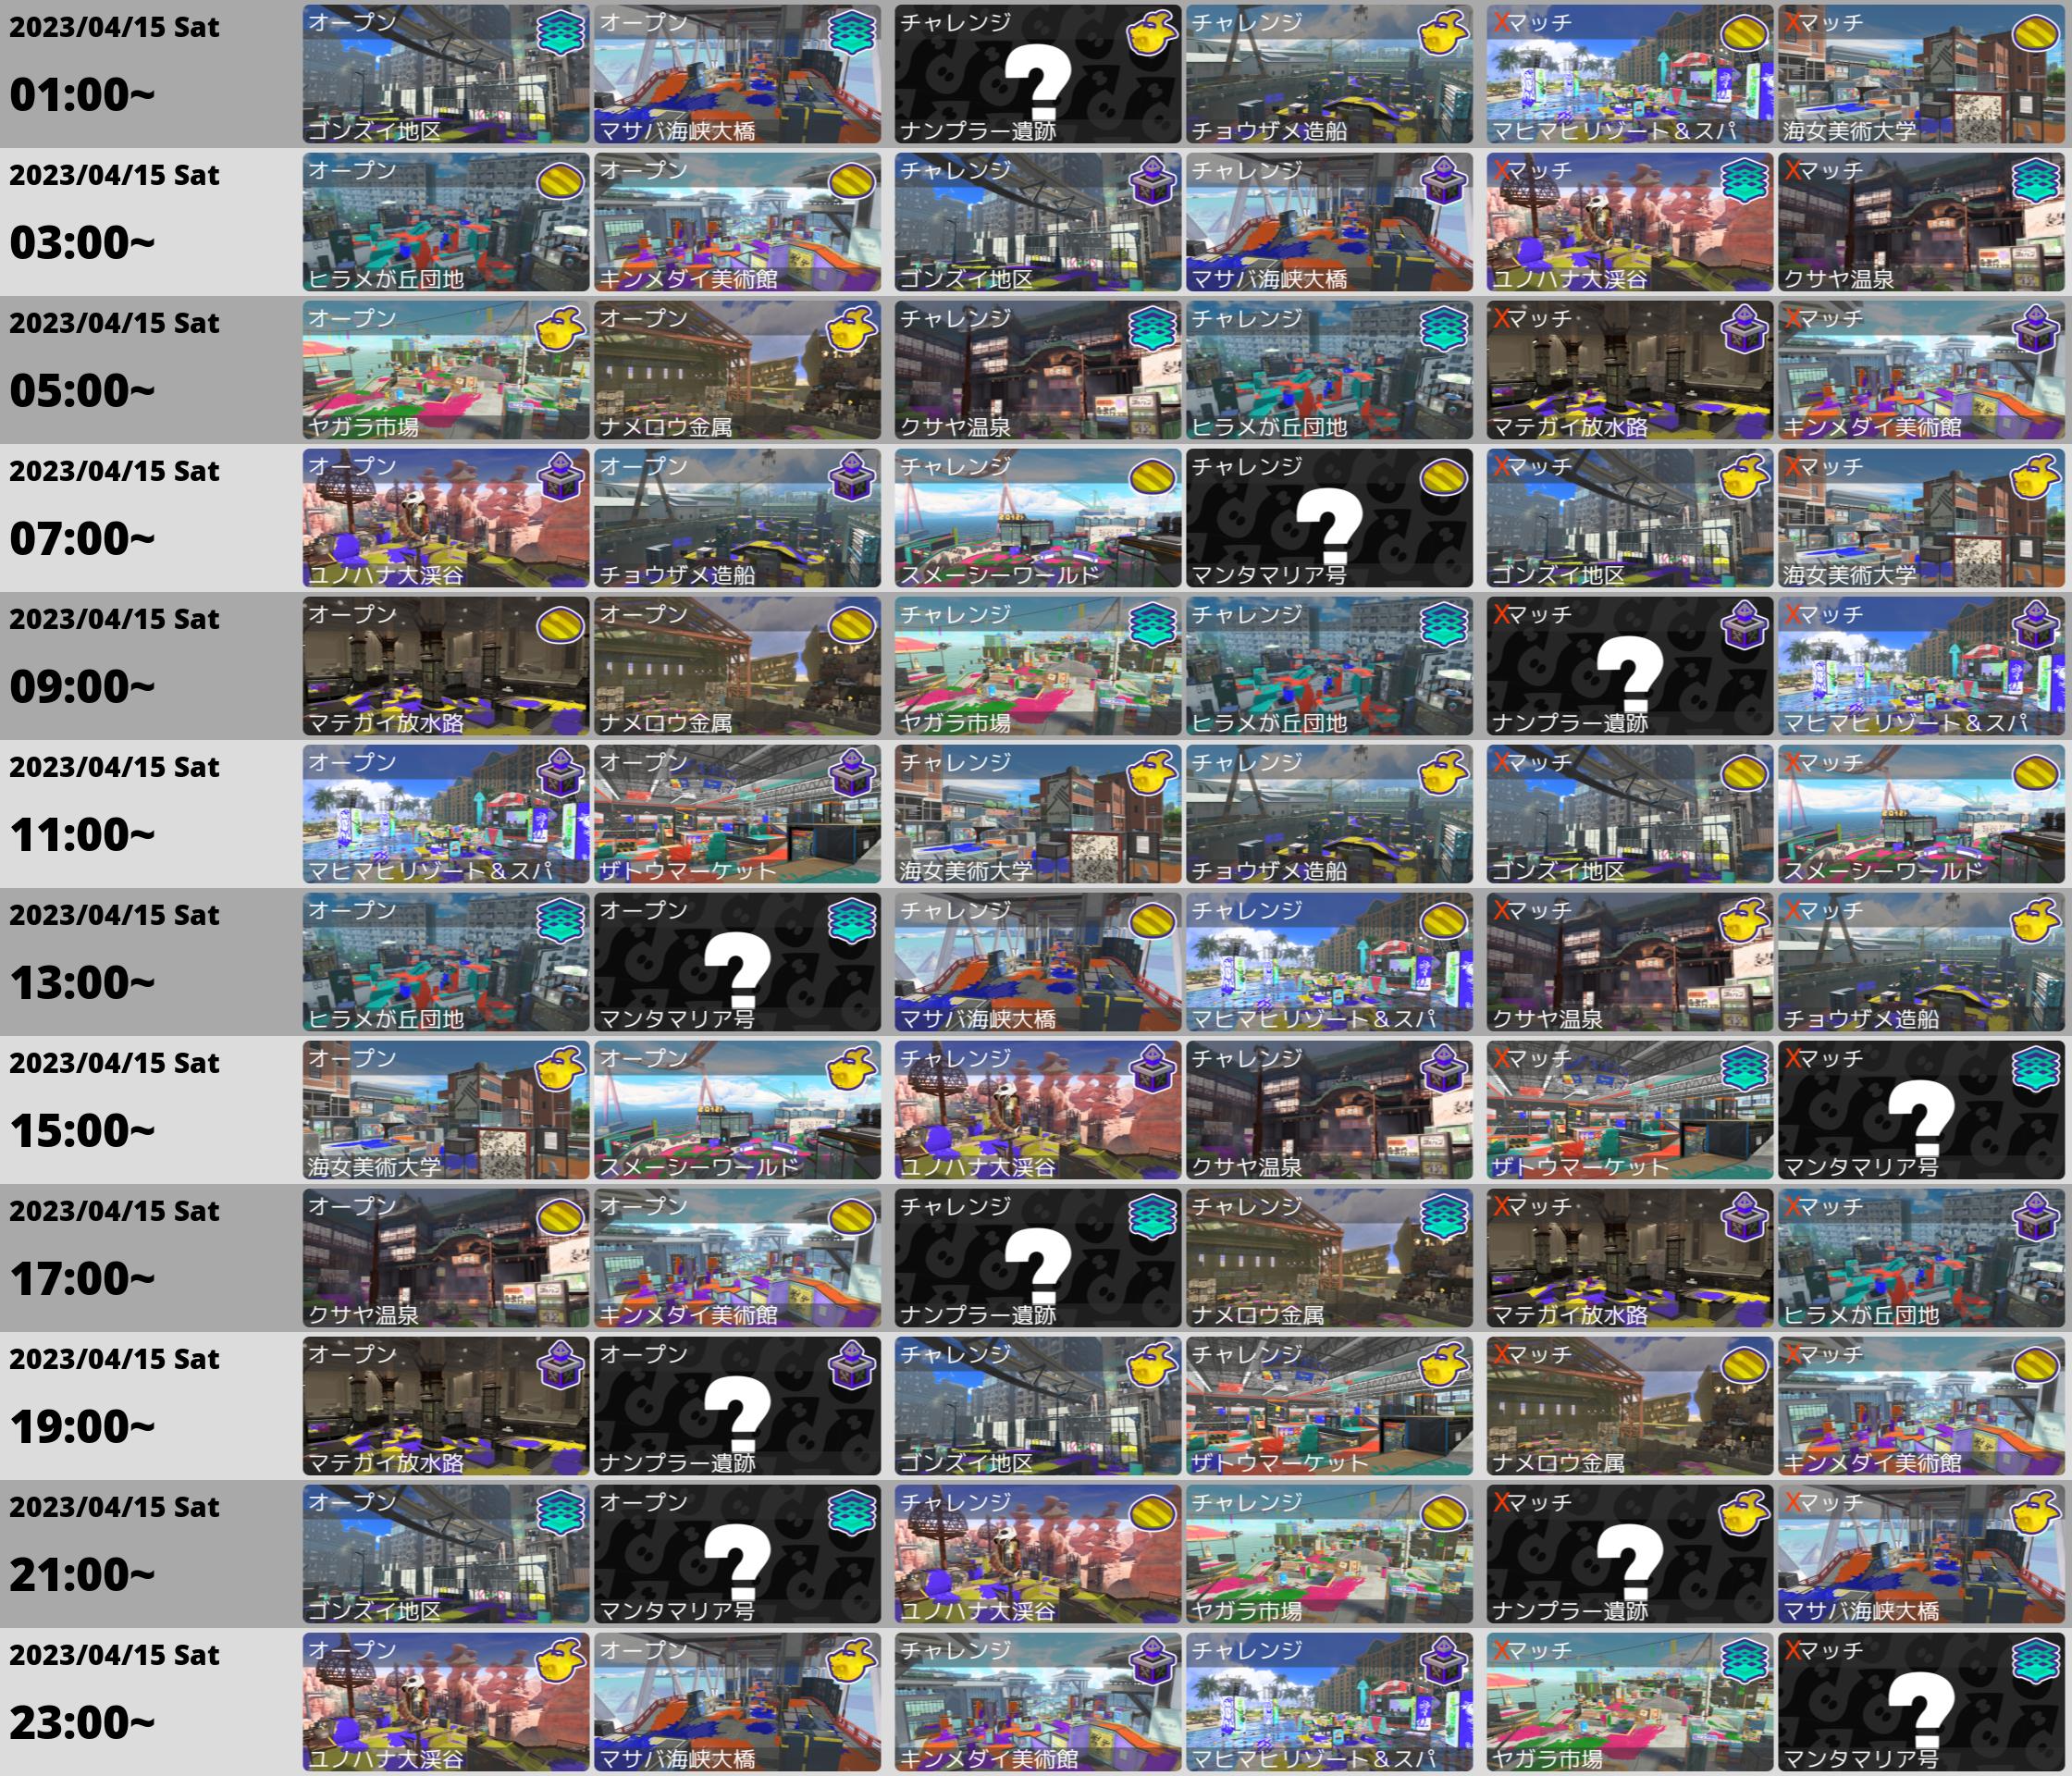 2023/04/15 Sat
01:00~
オープン オープン チャレンジ チャレンジ Xマッチ Xマッチ
ゴンズイ地区 マサバ海峡大橋 ナンプラー遺跡 チョウザメ造船 マヒマヒリゾート＆スパ 海女美術大学
2023/04/15 Sat
03:00~
オープン オープン チャレンジ チャレンジ Xマッチ Xマッチ
ヒラメが丘団地 キンメダイ美術館 ゴンズイ地区 マサバ海峡大橋 ユノハナ大渓谷 クサヤ温泉
2023/04/15 Sat
05:00~
オープン オープン チャレンジ チャレンジ Xマッチ Xマッチ
ヤガラ市場 ナメロウ金属 クサヤ温泉 ヒラメが丘団地 マテガイ放水路 キンメダイ美術館
2023/04/15 Sat
07:00~
オープン オープン チャレンジ チャレンジ Xマッチ Xマッチ
ユノハナ大渓谷 チョウザメ造船 スメーシーワールド マンタマリア号 ゴンズイ地区 海女美術大学
2023/04/15 Sat
09:00~
オープン オープン チャレンジ チャレンジ Xマッチ Xマッチ
マテガイ放水路 ナメロウ金属 ヤガラ市場 ヒラメが丘団地 ナンプラー遺跡 マヒマヒリゾート＆スパ
2023/04/15 Sat
11:00~
オープン オープン チャレンジ チャレンジ Xマッチ Xマッチ
マヒマヒリゾート＆スパ ザトウマーケット 海女美術大学 チョウザメ造船 ゴンズイ地区 スメーシーワールド
2023/04/15 Sat
13:00~
オープン オープン チャレンジ チャレンジ Xマッチ Xマッチ
ヒラメが丘団地 マンタマリア号 マサバ海峡大橋 マヒマヒリゾート＆スパ クサヤ温泉 チョウザメ造船
2023/04/15 Sat
15:00~
オープン オープン チャレンジ チャレンジ Xマッチ Xマッチ
海女美術大学 スメーシーワールド ユノハナ大渓谷 クサヤ温泉 ザトウマーケット マンタマリア号
2023/04/15 Sat
17:00~
オープン オープン チャレンジ チャレンジ Xマッチ Xマッチ
クサヤ温泉 キンメダイ美術館 ナンプラー遺跡 ナメロウ金属 マテガイ放水路 ヒラメが丘団地
2023/04/15 Sat
19:00~
オープン オープン チャレンジ チャレンジ Xマッチ Xマッチ
マテガイ放水路 ナンプラー遺跡 ゴンズイ地区 ザトウマーケット ナメロウ金属 キンメダイ美術館
2023/04/15 Sat
21:00~
オープン オープン チャレンジ チャレンジ Xマッチ Xマッチ
ゴンズイ地区 マンタマリア号 ユノハナ大渓谷 ヤガラ市場 ナンプラー遺跡 マサバ海峡大橋
2023/04/15 Sat
23:00~
オープン オープン チャレンジ チャレンジ Xマッチ Xマッチ
ユノハナ大渓谷 マサバ海峡大橋 キンメダイ美術館 マヒマヒリゾート＆スパ ヤガラ市場 マンタマリア号